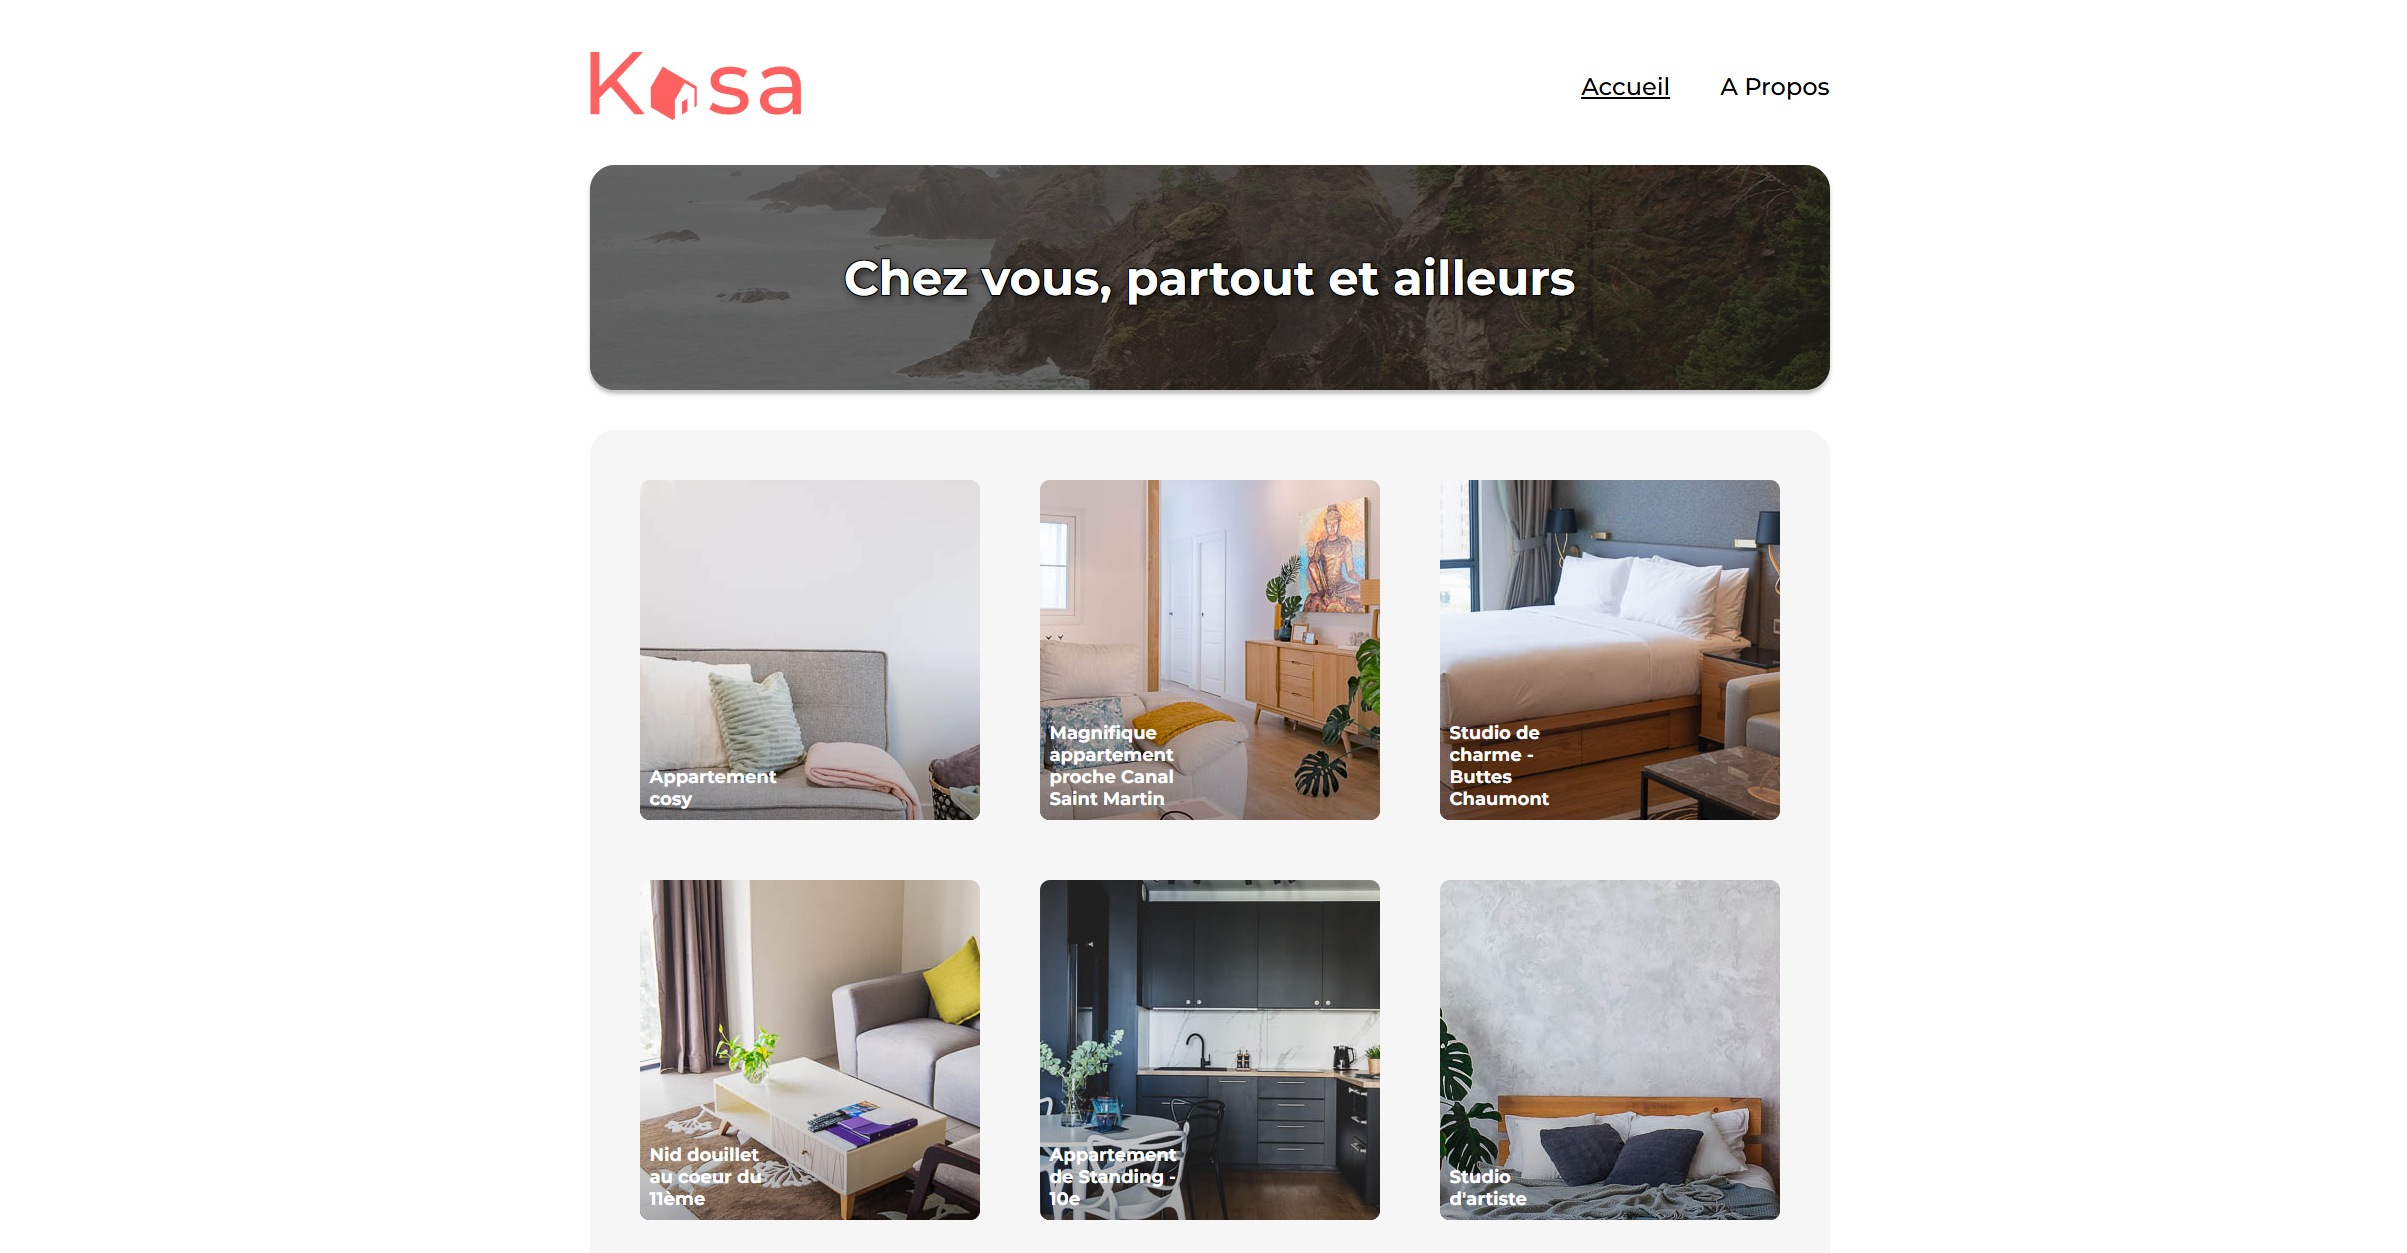 Kasa
Accueil
A Propos
Chez vous, partout et ailleurs
Appartement
cosy
Magnifique
appartement
proche Canal
Saint Martin
Studio de
charme -
Buttes
Chaumont
Nid douillet
au coeur du
11ème
Appartement
de Standing -
10e
Studio
d'artiste